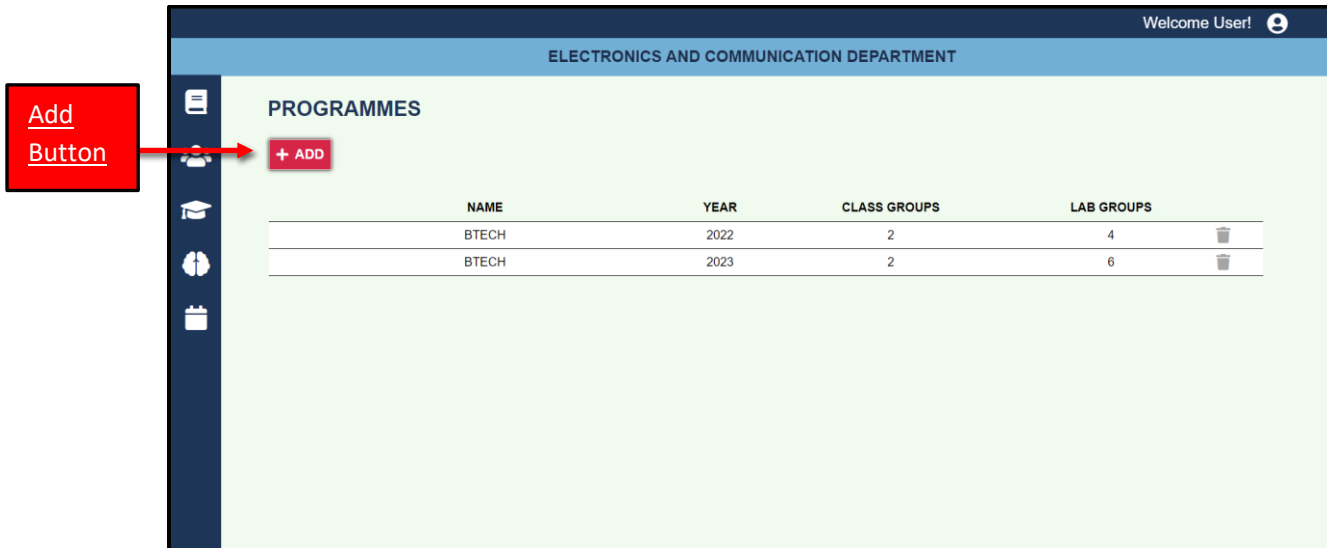 Welcome User!
ELECTRONICS AND COMMUNICATION DEPARTMENT
Add
Button
PROGRAMMES
+ ADD
NAME YEAR CLASS GROUPS LAB GROUPS
BTECH 2022 2 4
BTECH 2023 2 6